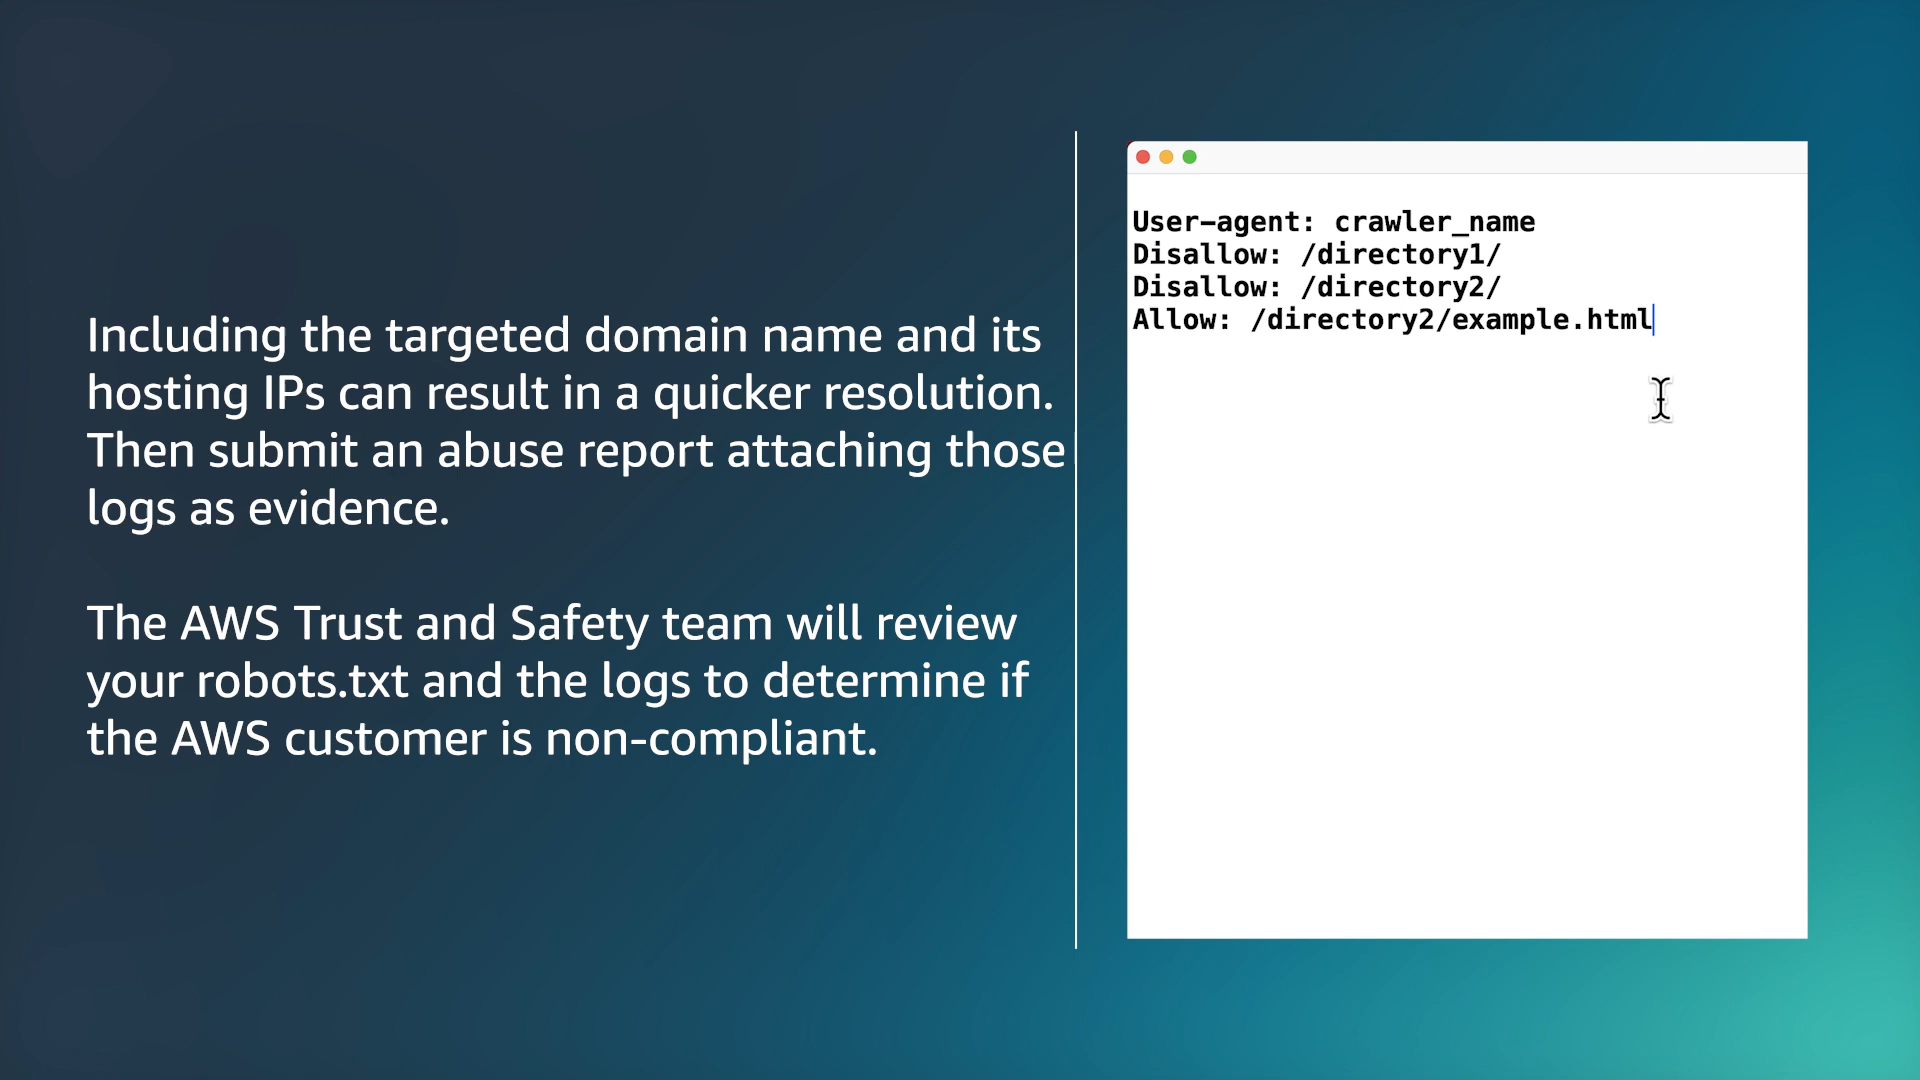 Including the targeted domain name and its
hosting IPs can result in a quicker resolution.
Then submit an abuse report attaching those
logs as evidence.
The AWS Trust and Safety team will review
your robots.txt and the logs to determine if
the AWS customer is non-compliant.
User-agent: crawler_name
Disallow: /directory1/
Disallow: /directory2/
Allow: /directory2/example.html